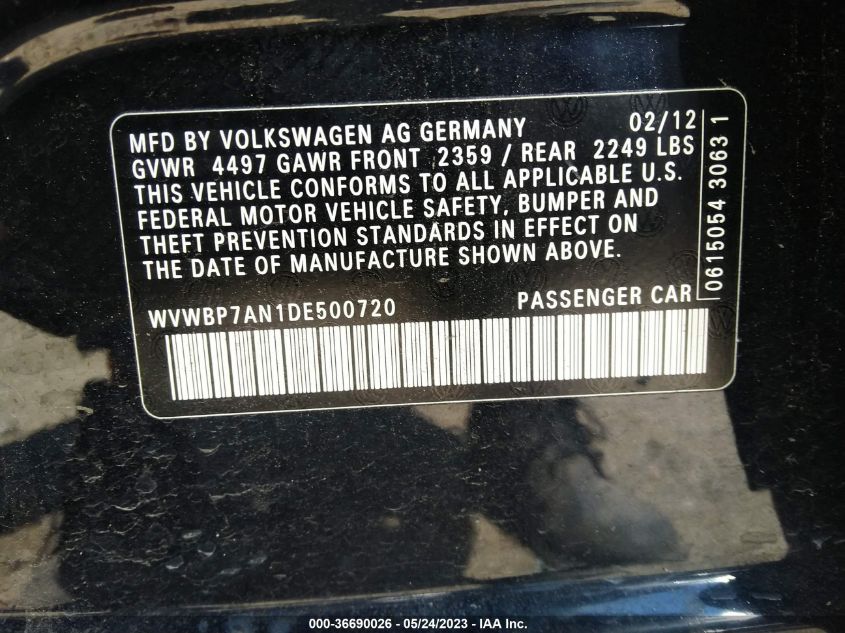 MFD BY VOLKSWAGEN AG GERMANY 02/12
GVWR 4497 GAWR FRONT 2359 / REAR 2249 LBS
THIS VEHICLE CONFORMS TO ALL APPLICABLE U.S.
FEDERAL MOTOR VEHICLE SAFETY, BUMPER AND
THEFT PREVENTION STANDARDS IN EFFECT ON
THE DATE OF MANUFACTURE SHOWN ABOVE.
WVWBP7AN1DE500720 PASSENGER CAR
0615054 3063 1
000-36690026 - 05/24/2023 - IAA Inc.